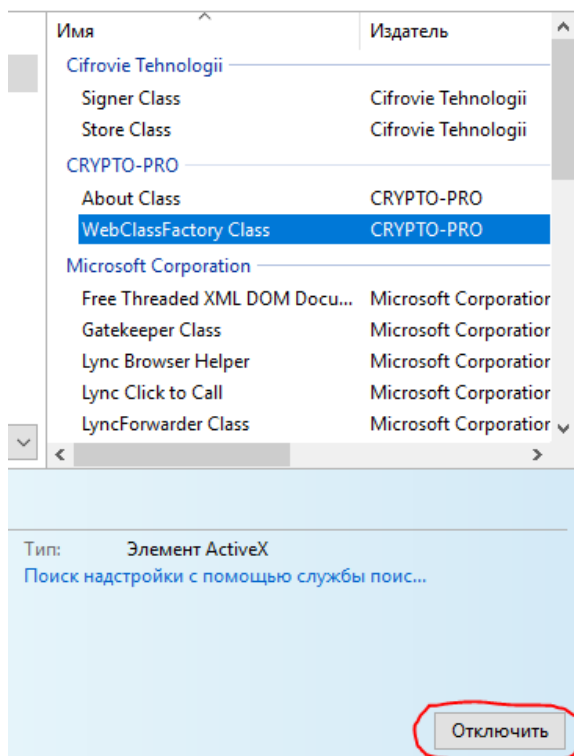 Имя Издатель
Cifrovie Tehnologii
Signer Class Cifrovie Tehnologii
Store Class Cifrovie Tehnologii
CRYPTO-PRO
About Class CRYPTO-PRO
WebClassFactory Class CRYPTO-PRO
Microsoft Corporation
Free Threaded XML DOM Docu... Microsoft Corporation
Gatekeeper Class Microsoft Corporation
Lync Browser Helper Microsoft Corporation
Lync Click to Call Microsoft Corporation
LyncForwarder Class Microsoft Corporation
Тип: Элемент ActiveX
Поиск надстройки с помощью службы поис...
Отключить